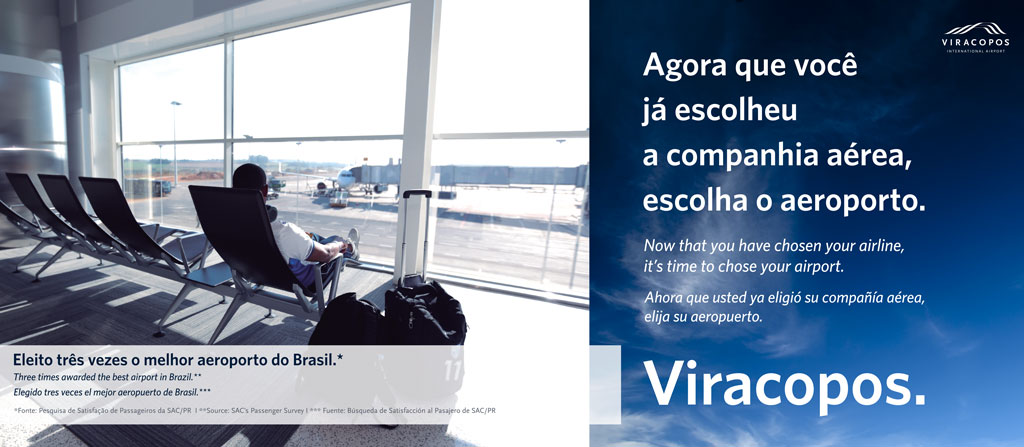 Eleito três vezes o melhor aeroporto do Brasil.*
Three times awarded the best airport in Brazil.**
Elegido tres veces el mejor aeropuerto de Brasil.***
*Fonte: Pesquisa de Satisfação de Passageiros da SAC/PR I **Source: SAC's Passenger Survey I *** Fuente: Búsqueda de Satisfacción al Pasajero de SAC/PR
VIRACOPOS
INTERNATIONAL AIRPORT
Agora que você
já escolheu
a companhia aérea,
escolha o aeroporto.
Now that you have chosen your airline,
it's time to chose your airport.
Ahora que usted ya eligió su compañía aérea,
elija su aeropuerto.
Viracopos.